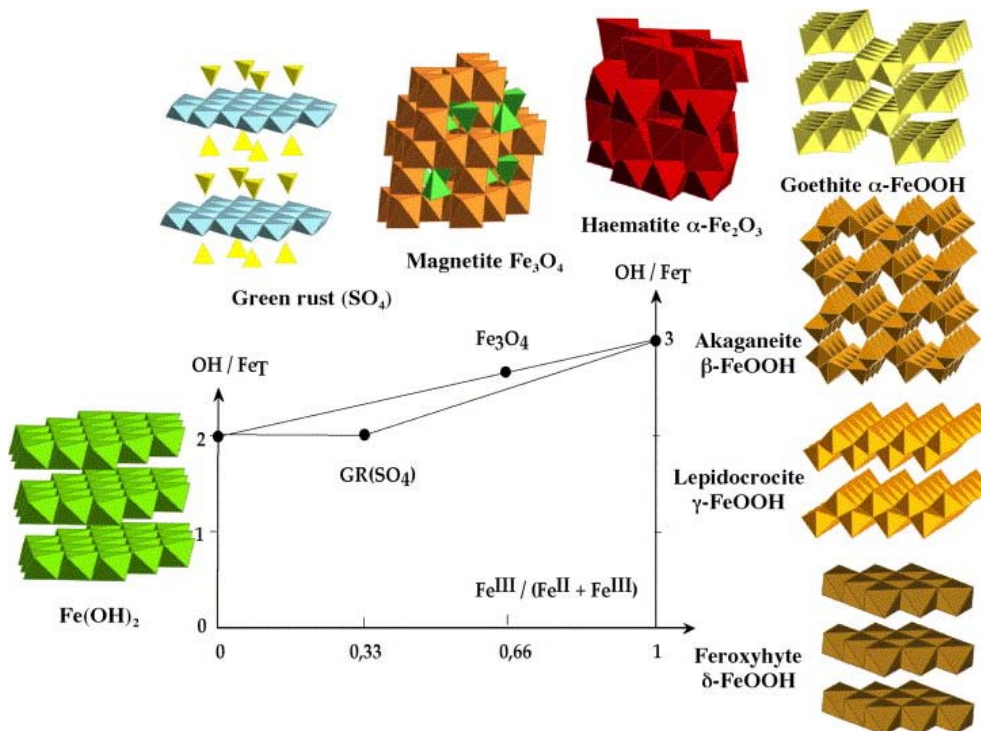 Goethite α-FeOOH
Haematite α-Fe₂O₃
Magnetite Fe₃O₄
Green rust (SO₄)
OH / FeT
Akaganeite
β-FeOOH
Fe₃O₄
3
OH / FeT
2
GR(SO₄)
Lepidocrocite
γ-FeOOH
1
Feᴵᴵᴵ / (Feᴵᴵ + Feᴵᴵᴵ)
Fe(OH)₂
0
0 0,33 0,66 1
Feroxyhyte
δ-FeOOH